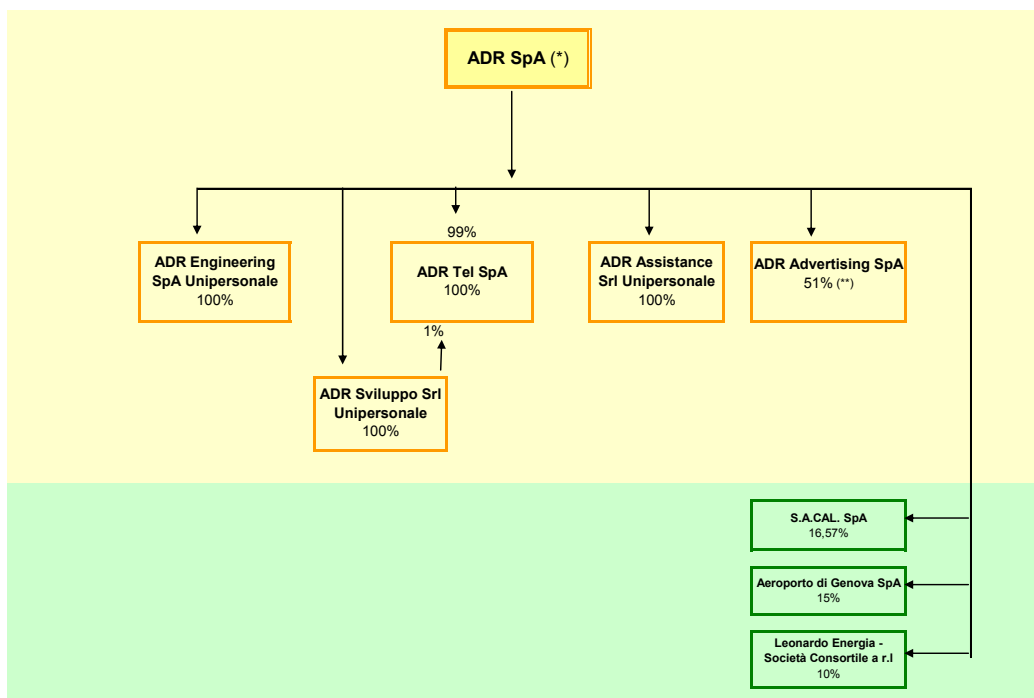 ADR SpA (*)
99%
ADR Engineering
SpA Unipersonale
100%
ADR Tel SpA
100%
ADR Assistance
Srl Unipersonale
100%
ADR Advertising SpA
51% (**)
1%
ADR Sviluppo Srl
Unipersonale
100%
S.A.CAL. SpA
16,57%
Aeroporto di Genova SpA
15%
Leonardo Energia -
Società Consortile a r.l
10%